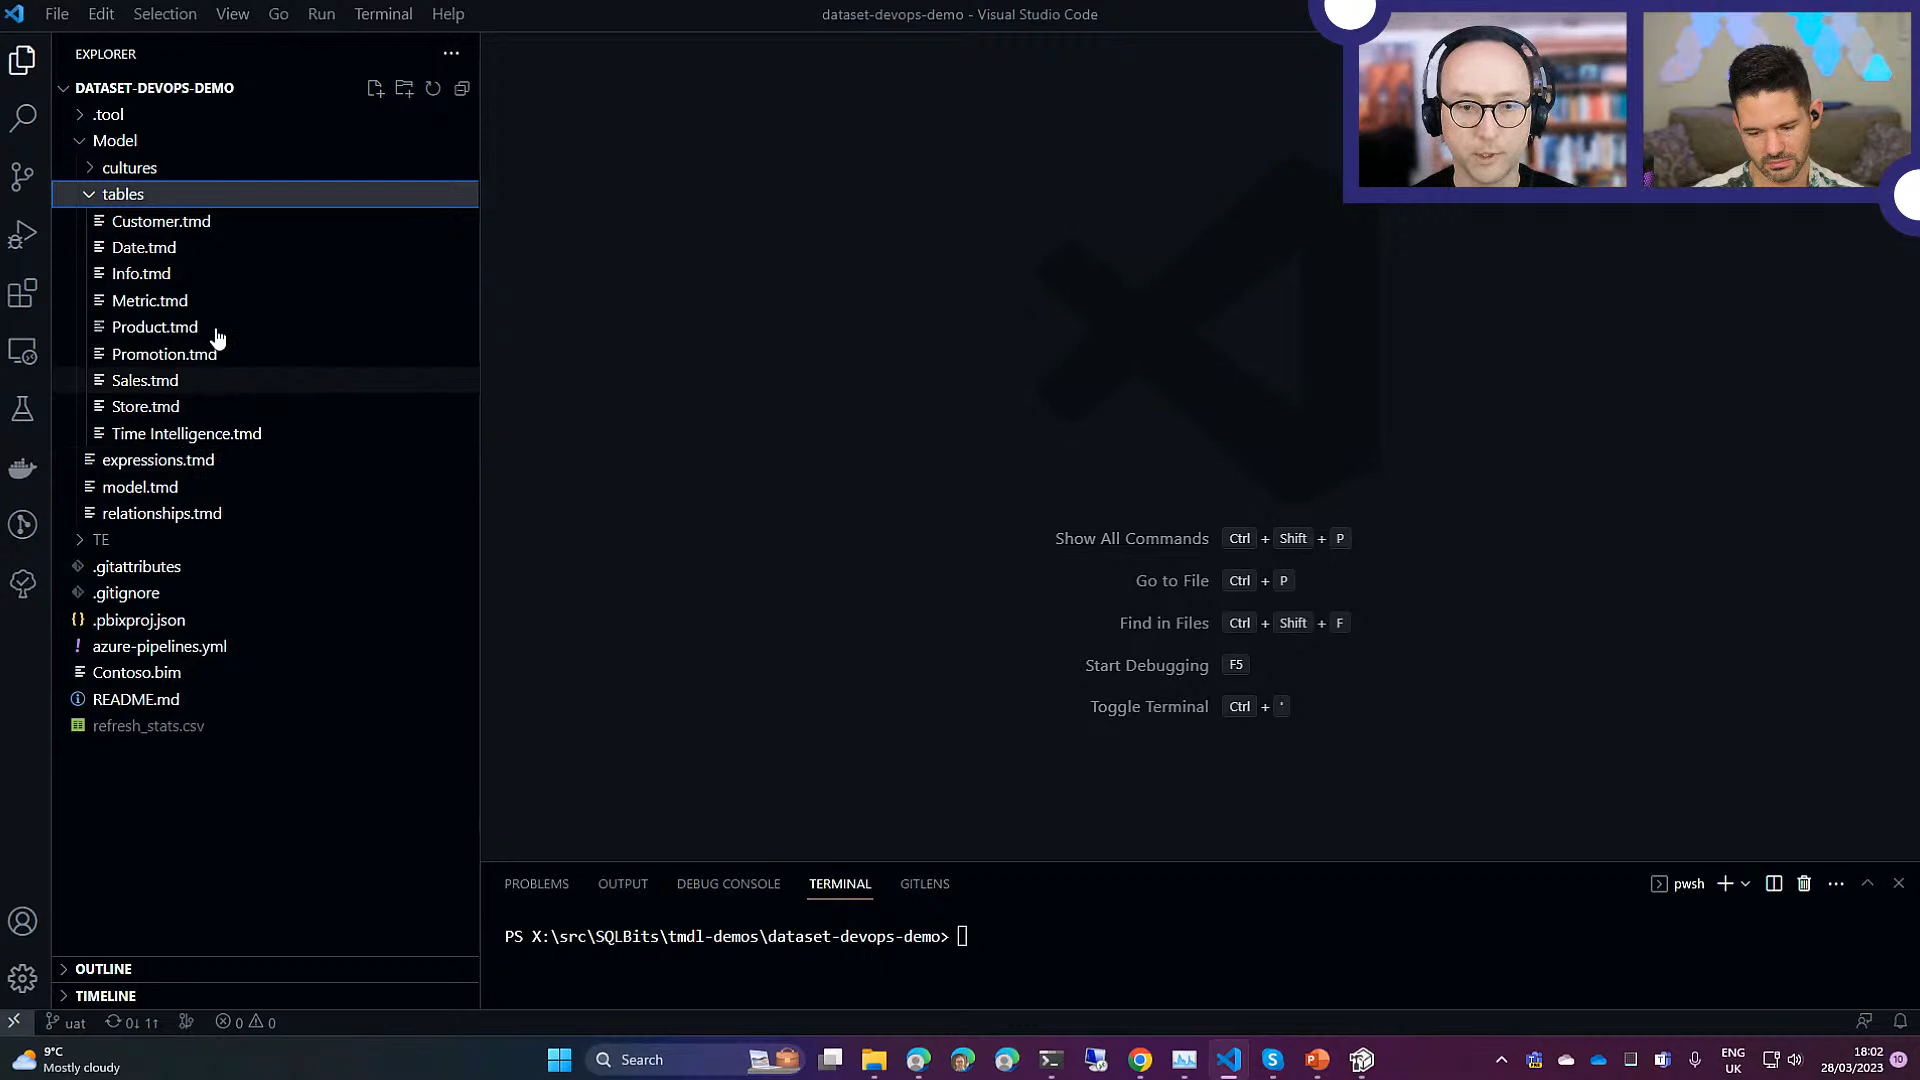 File Edit Selection View Go Run Terminal Help
dataset-devops-demo - Visual Studio Code
EXPLORER
DATASET-DEVOPS-DEMO
.tool
Model
cultures
tables
Customer.tmd
Date.tmd
Info.tmd
Metric.tmd
Product.tmd
Promotion.tmd
Sales.tmd
Store.tmd
Time Intelligence.tmd
expressions.tmd
model.tmd
relationships.tmd
TE
.gitattributes
.gitignore
.pbixproj.json
azure-pipelines.yml
Contoso.bim
README.md
refresh_stats.csv
OUTLINE
TIMELINE
Show All Commands Ctrl + Shift + P
Go to File Ctrl + P
Find in Files Ctrl + Shift + F
Start Debugging F5
Toggle Terminal Ctrl + '
PROBLEMS OUTPUT DEBUG CONSOLE TERMINAL GITLENS
pwsh
PS X:\src\SQLBits\tmdl-demos\dataset-devops-demo>
uat 0↓ 1↑ 0 0
9°C
Mostly cloudy
Search
ENG
UK
18:02
28/03/2023
10